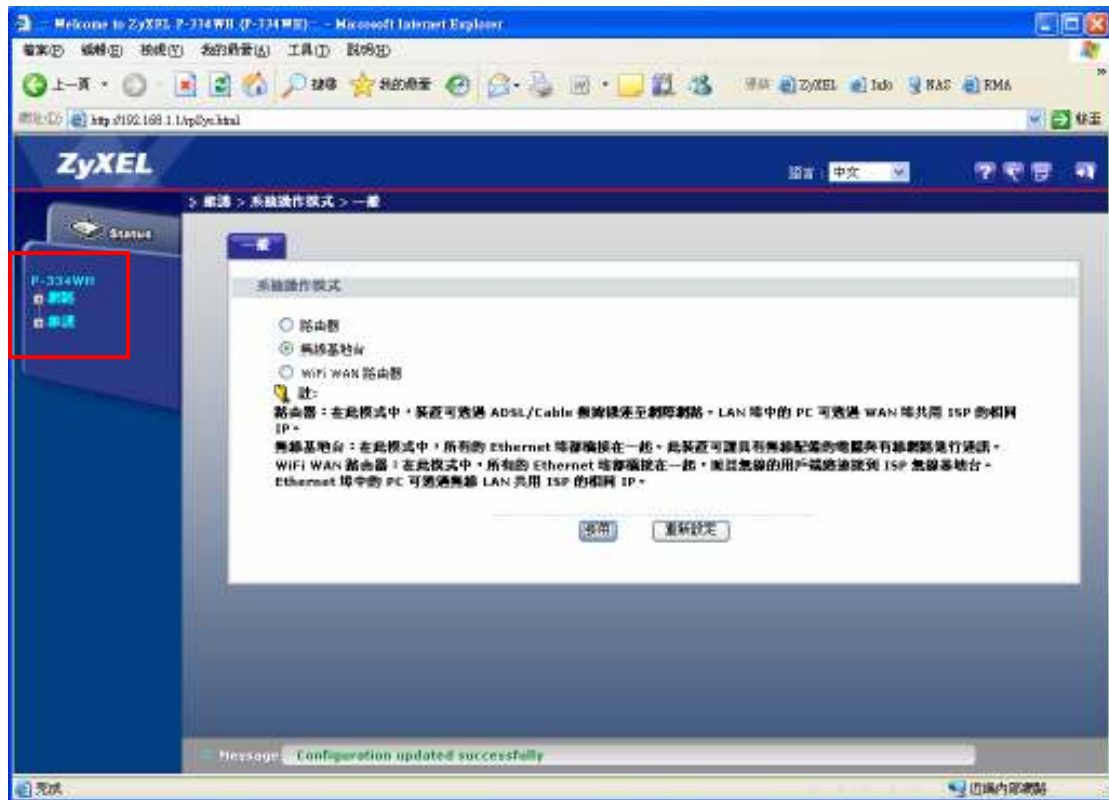 Welcome to ZyXEL P-334WH (P-334WH) - Microsoft Internet Explorer
檔案(F) 編輯(E) 檢視(V) 我的最愛(A) 工具(T) 說明(H)
上一頁 搜尋 我的最愛 連結 ZyXEL Info NAS RMA
網址(D) http://192.168.1.1/rpSys.html 移至
ZyXEL
語言 : 中文
> 維護 > 系統操作模式 > 一般
Status
一般
P-334WH
網路
維護
系統操作模式
路由器
無線基地台
WiFi WAN 路由器
註:
路由器：在此模式中，裝置可透過 ADSL/Cable 數據機連至網際網路。LAN 埠中的 PC 可透過 WAN 埠共用 ISP 的相同
IP。
無線基地台：在此模式中，所有的 Ethernet 埠都橋接在一起。此裝置可讓具有無線配備的電腦與有線網路進行通訊。
WiFi WAN 路由器：在此模式中，所有的 Ethernet 埠都橋接在一起，而且無線的用戶端將連接到 ISP 無線基地台。
Ethernet 埠中的 PC 可透過無線 LAN 共用 ISP 的相同 IP。
套用 重新設定
Message Configuration updated successfully
完成 近端內部網路